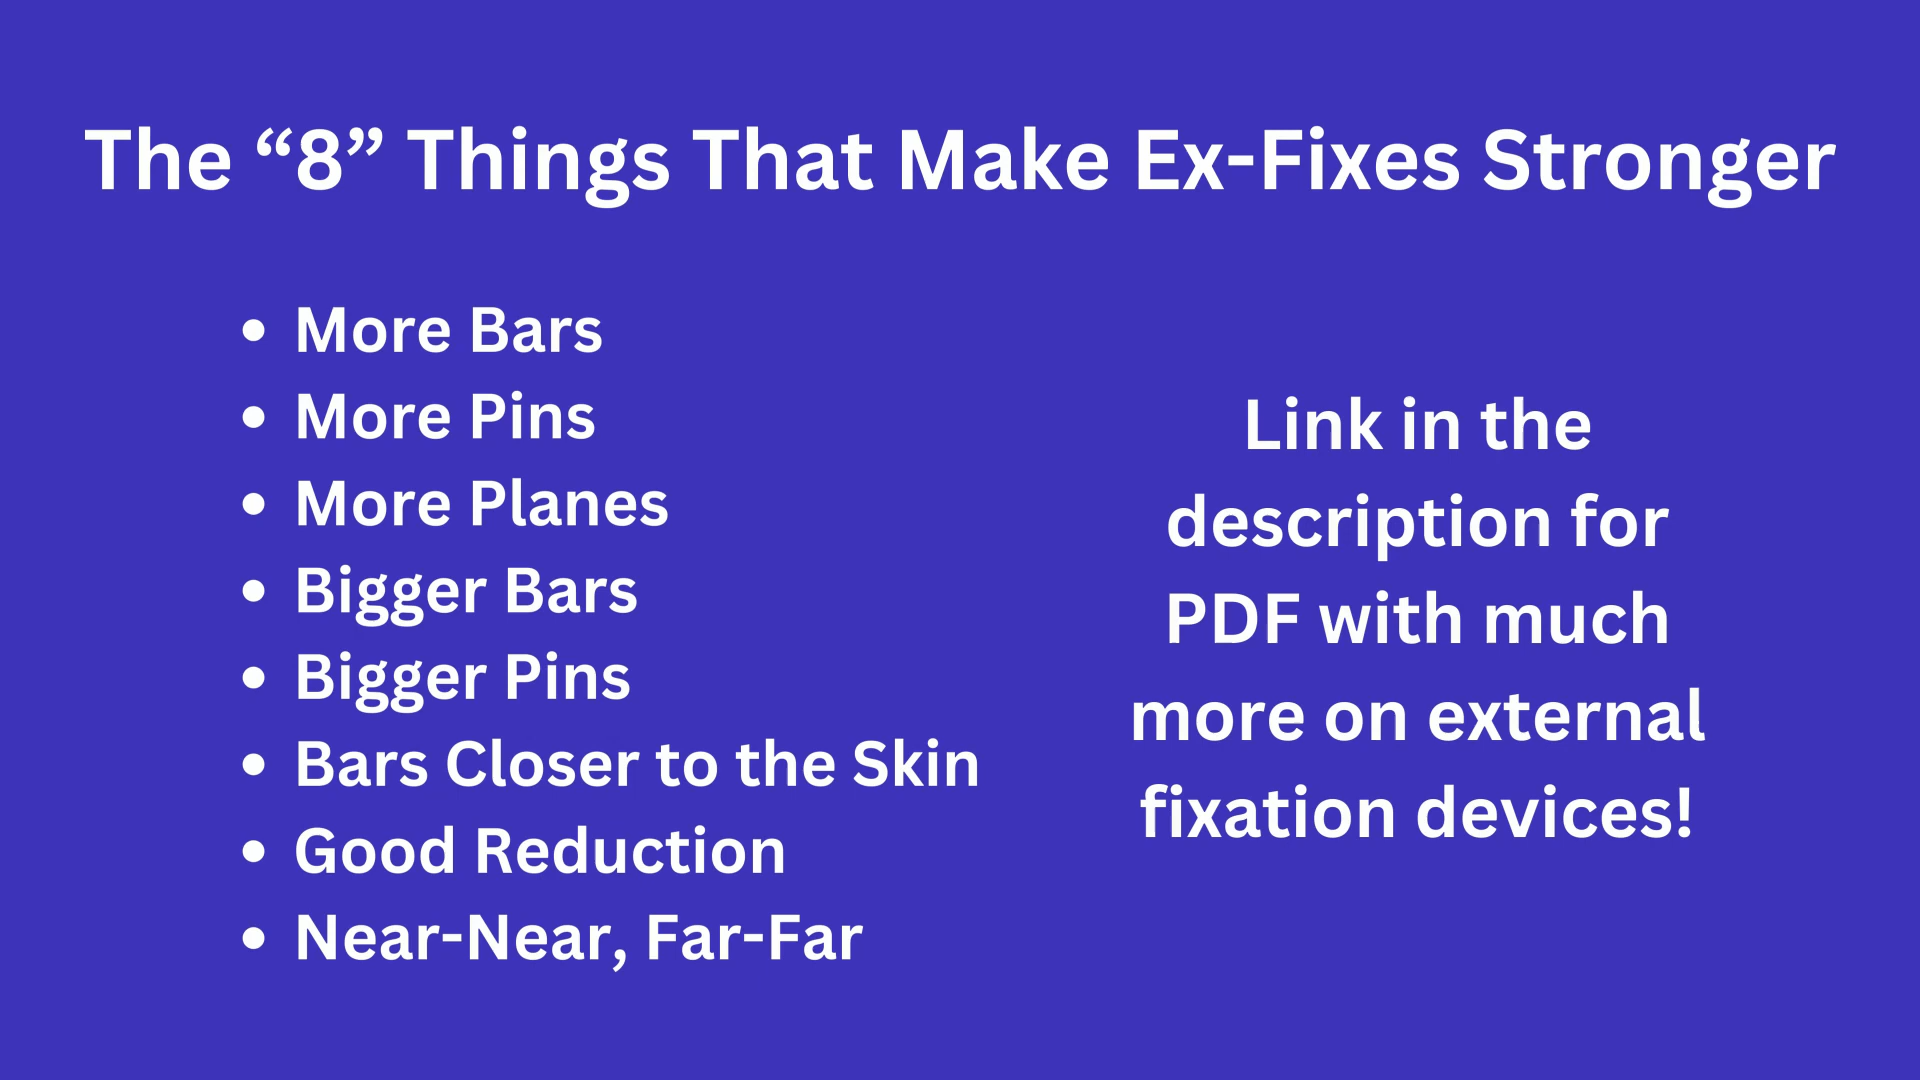 The “8” Things That Make Ex-Fixes Stronger
• More Bars
• More Pins
• More Planes
• Bigger Bars
• Bigger Pins
• Bars Closer to the Skin
• Good Reduction
• Near-Near, Far-Far
Link in the
description for
PDF with much
more on external
fixation devices!